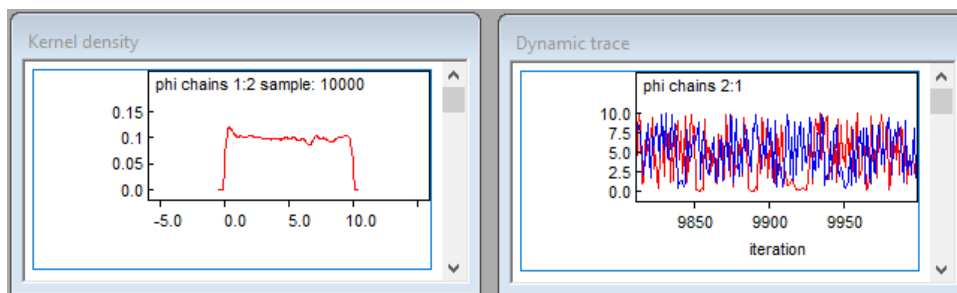 Kernel density
phi chains 1:2 sample: 10000
0.15
0.1
0.05
0.0
-5.0 0.0 5.0 10.0
Dynamic trace
phi chains 2:1
10.0
7.5
5.0
2.5
0.0
9850 9900 9950
iteration